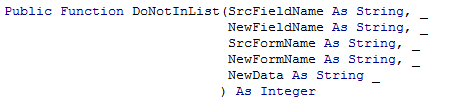 Public Function DoNotInList(SrcFieldName As String, _
                            NewFieldName As String, _
                            SrcFormName As String, _
                            NewFormName As String, _
                            NewData As String _
                           ) As Integer